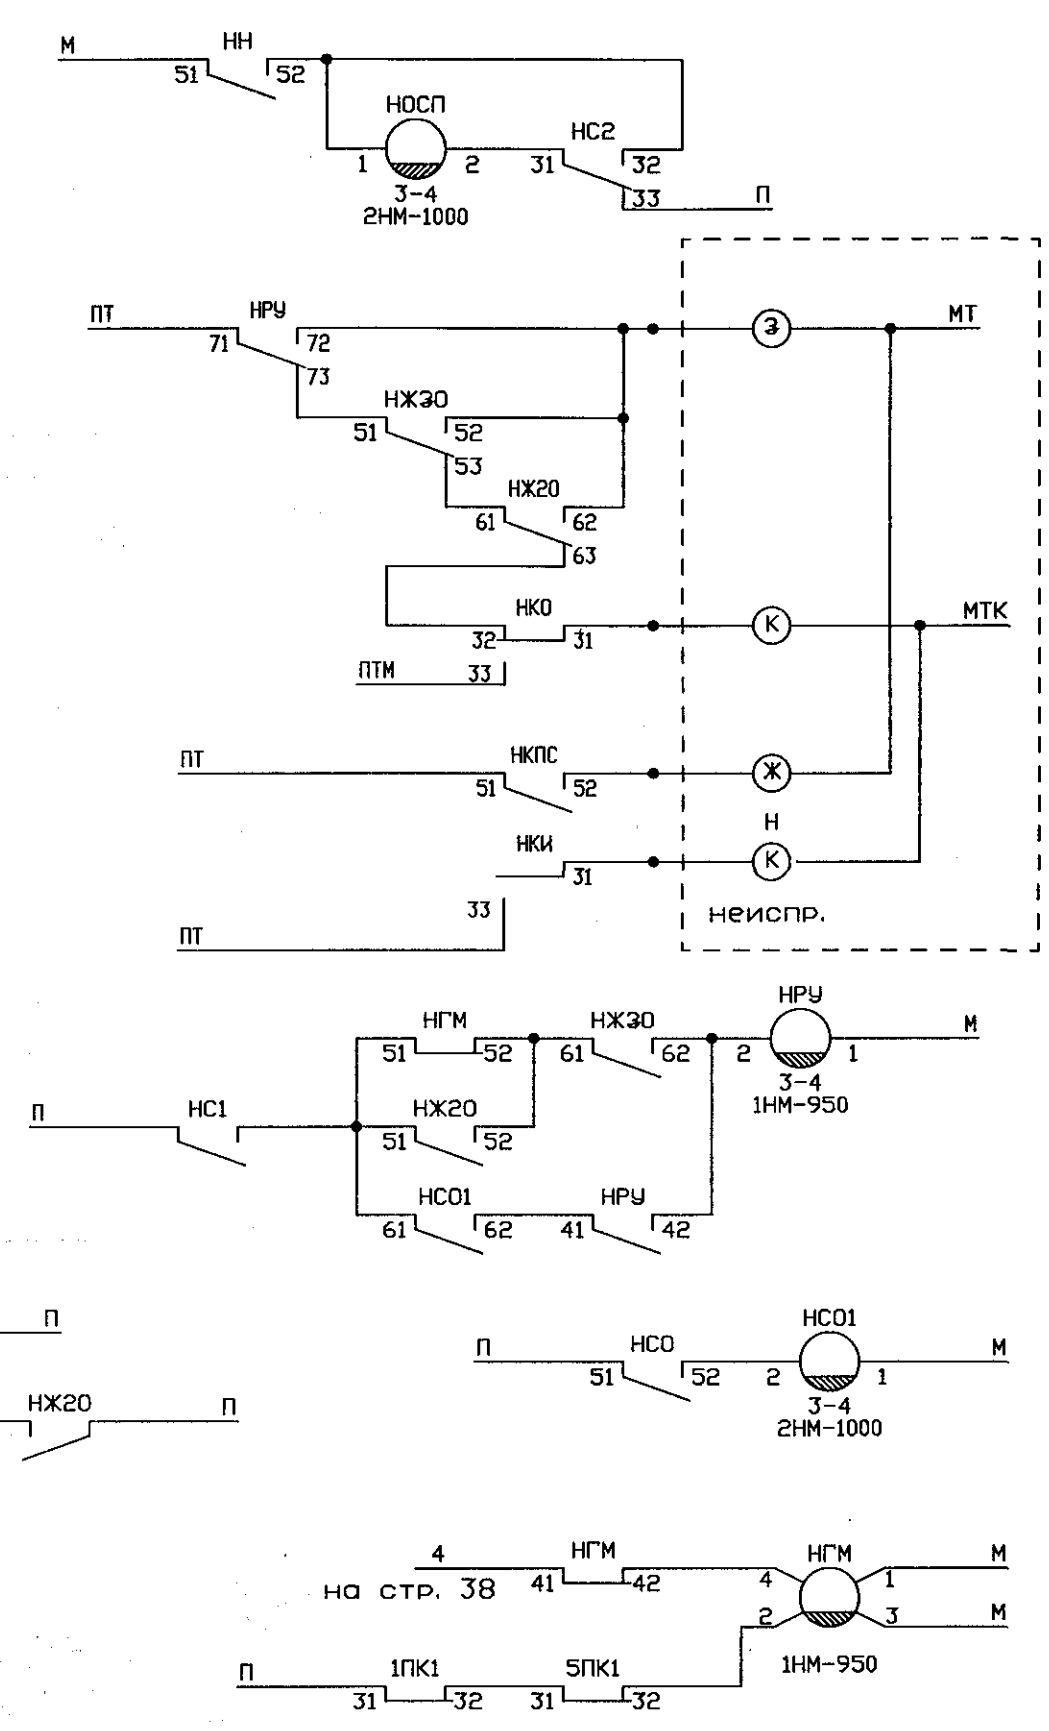 НН
М
51 52
НОСП
НС2
1 2 31 32
3-4
33 П
2НМ-1000
ПТ НРУ МТ
З
71 72
73
НЖЗО
51 52
53
НЖ2О
61 62
63
НКО МТК
К
32 31
ПТМ 33
ПТ НКПС
Ж
51 52
Н
НКИ
К
31
33
неиспр.
ПТ
НРУ
НГМ НЖЗО М
51 52 61 62 2 1
3-4
1НМ-950
П НС1 НЖ2О
51 52
НСО1 НРУ
61 62 41 42
П НСО1
П НСО М
51 52 2 1
НЖ2О П 3-4
2НМ-1000
4 НГМ НГМ М
на стр. 38 41 42 4 1
2 3 М
П 1ПК1 5ПК1 1НМ-950
31 32 31 32